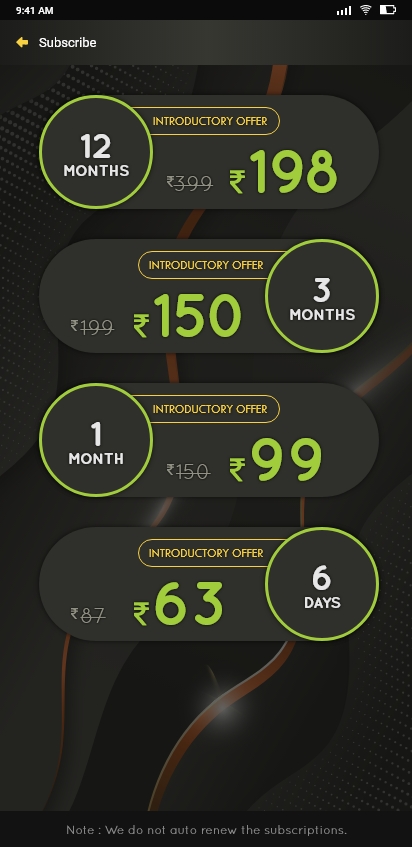 9:41 AM
Subscribe
INTRODUCTORY OFFER
12
MONTHS
₹399 ₹198
INTRODUCTORY OFFER
3
MONTHS
₹199 ₹150
INTRODUCTORY OFFER
1
MONTH
₹150 ₹99
INTRODUCTORY OFFER
6
DAYS
₹87 ₹63
Note : We do not auto renew the subscriptions.